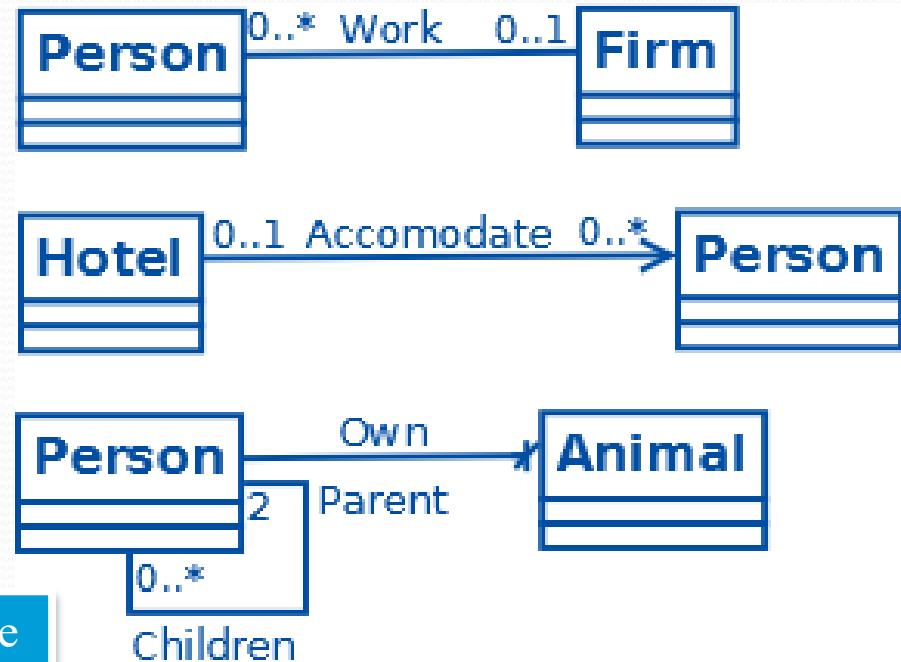 Person 0..* Work 0..1 Firm
Hotel 0..1 Accomodate 0..* Person
Person Own Animal
2 Parent
0..*
e
Children